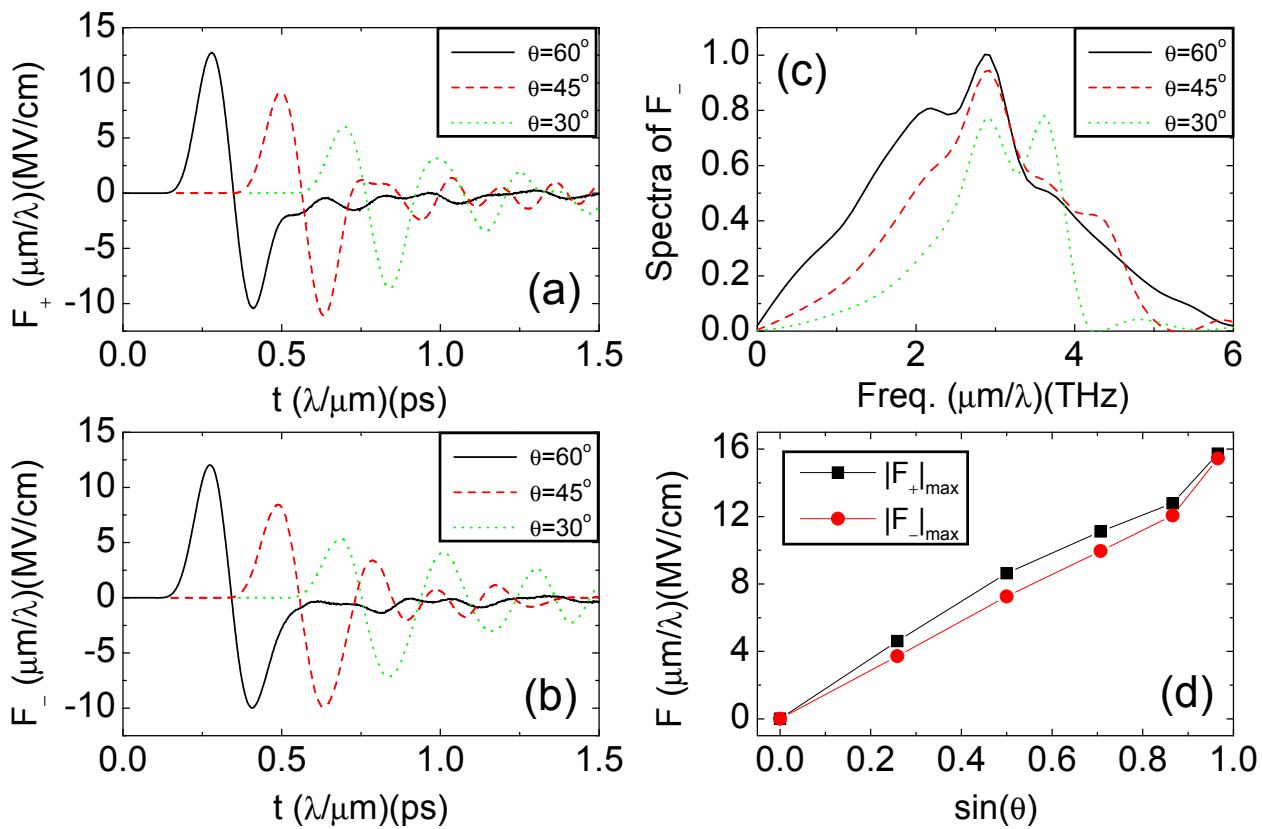 15
10
5
0
-5
-10
F₊ (μm/λ)(MV/cm)
θ=60°
θ=45°
θ=30°
(a)
0.0 0.5 1.0 1.5
t (λ/μm)(ps)
1.0
0.8
0.6
0.4
0.2
0.0
Spectra of F₋
(c)
θ=60°
θ=45°
θ=30°
0 2 4 6
Freq. (μm/λ)(THz)
15
10
5
0
-5
-10
F₋ (μm/λ)(MV/cm)
θ=60°
θ=45°
θ=30°
(b)
0.0 0.5 1.0 1.5
t (λ/μm)(ps)
16
12
8
4
0
F (μm/λ)(MV/cm)
|F₊|max
|F₋|max
(d)
0.0 0.2 0.4 0.6 0.8 1.0
sin(θ)